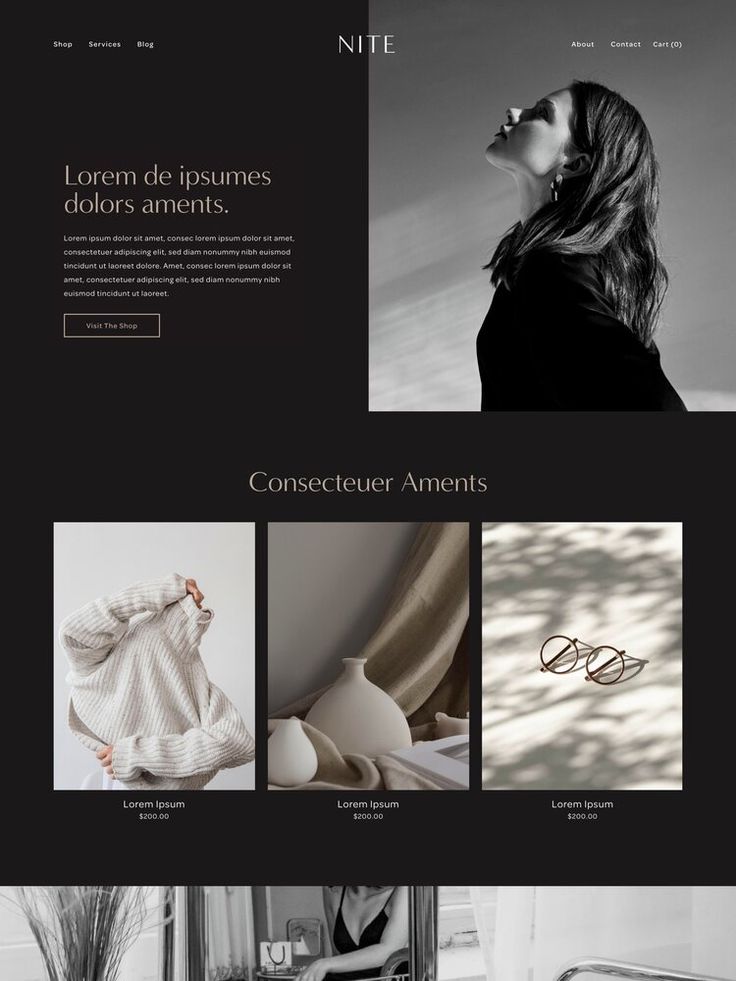 Shop Services Blog NITE About Contact Cart (0)
Lorem de ipsumes
dolors aments.
Lorem ipsum dolor sit amet, consec lorem ipsum dolor sit amet,
consectetuer adipiscing elit, sed diam nonummy nibh euismod
tincidunt ut laoreet dolore. Amet, consec lorem ipsum dolor sit
amet, consectetuer adipiscing elit, sed diam nonummy nibh
euismod tincidunt ut laoreet.
Visit The Shop
Consecteuer Aments
Lorem Ipsum Lorem Ipsum Lorem Ipsum
$200.00 $200.00 $200.00